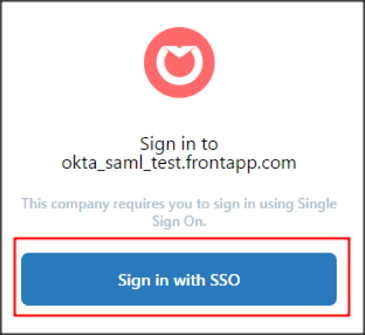 Sign in to
okta_saml_test.frontapp.com
This company requires you to sign in using Single
Sign On.
Sign in with SSO